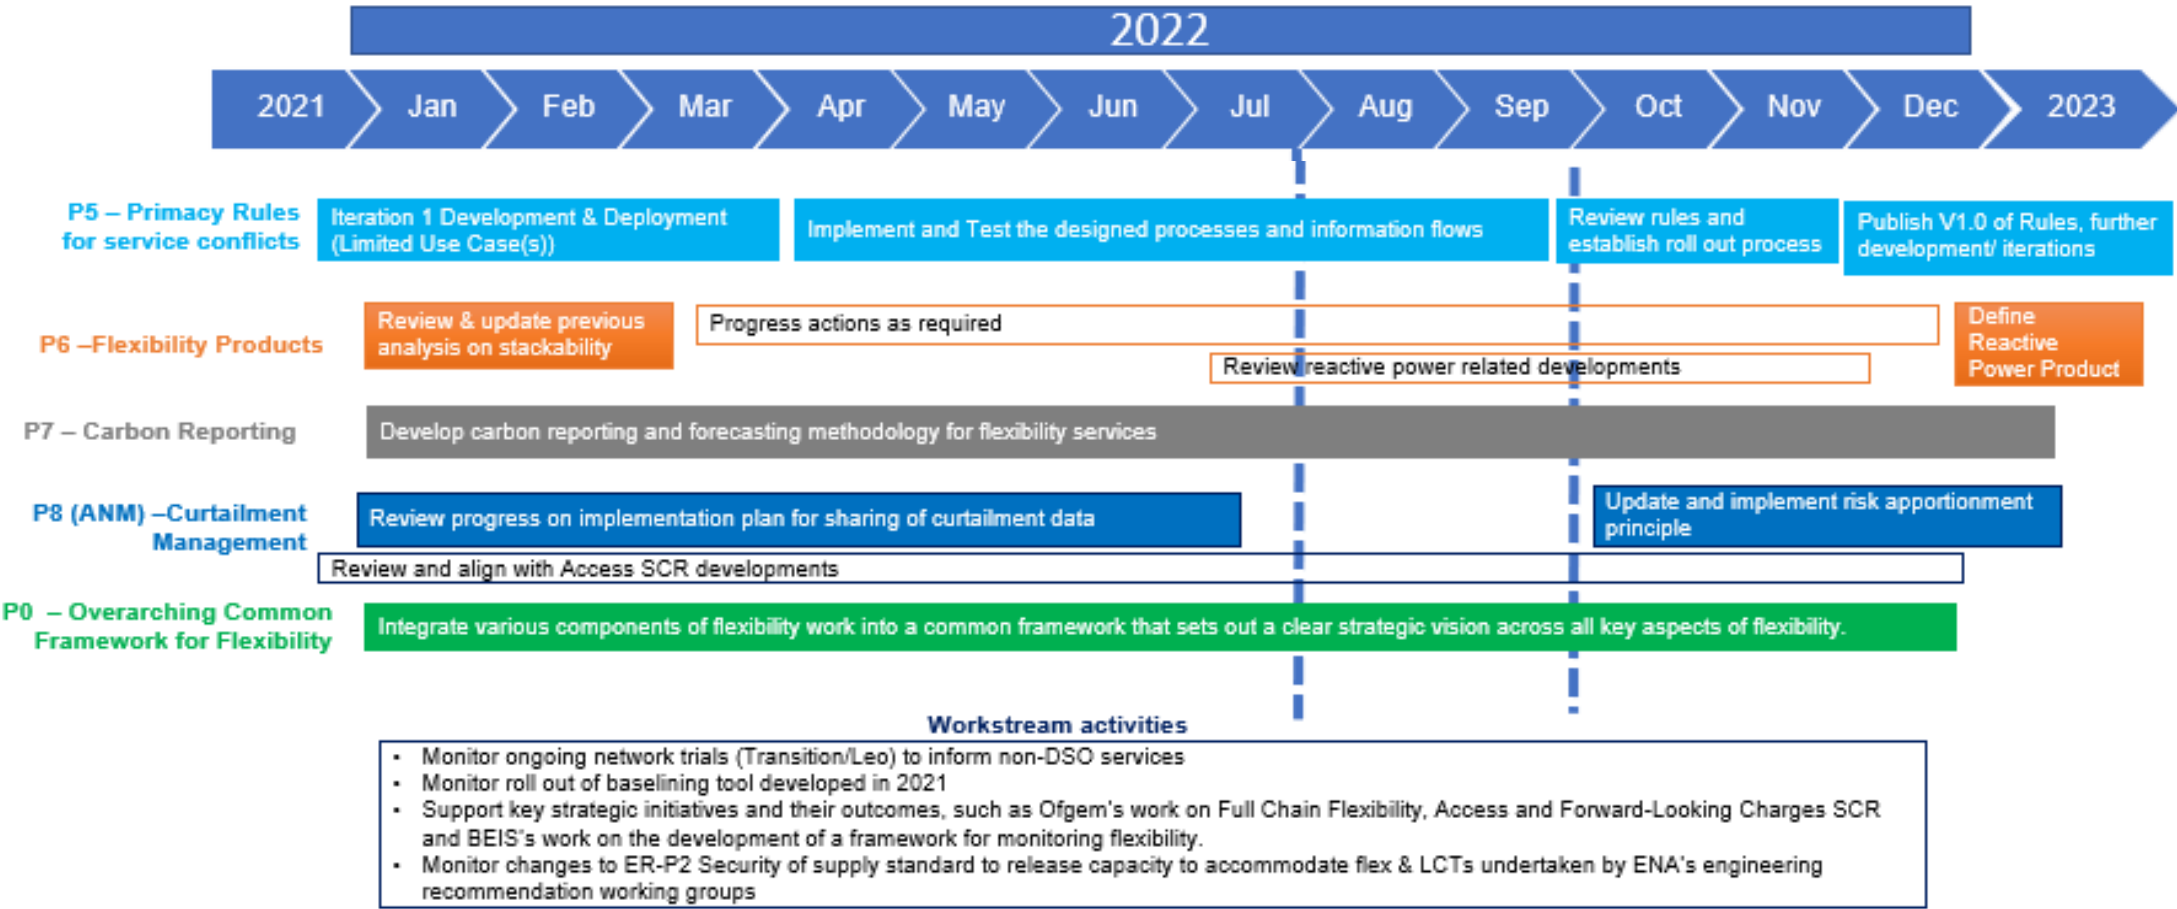 2022
2021 Jan Feb Mar Apr May Jun Jul Aug Sep Oct Nov Dec 2023
P5 – Primacy Rules
for service conflicts
Iteration 1 Development & Deployment
(Limited Use Case(s))
Implement and Test the designed processes and information flows
Review rules and
establish roll out process
Publish V1.0 of Rules, further
development/ iterations
P6 –Flexibility Products
Review & update previous
analysis on stackability
Progress actions as required
Review reactive power related developments
Define
Reactive
Power Product
P7 – Carbon Reporting
Develop carbon reporting and forecasting methodology for flexibility services
P8 (ANM) –Curtailment
Management
Review progress on implementation plan for sharing of curtailment data
Update and implement risk apportionment
principle
Review and align with Access SCR developments
P0 – Overarching Common
Framework for Flexibility
Integrate various components of flexibility work into a common framework that sets out a clear strategic vision across all key aspects of flexibility.
Workstream activities
• Monitor ongoing network trials (Transition/Leo) to inform non-DSO services
• Monitor roll out of baselining tool developed in 2021
• Support key strategic initiatives and their outcomes, such as Ofgem's work on Full Chain Flexibility, Access and Forward-Looking Charges SCR
and BEIS's work on the development of a framework for monitoring flexibility.
• Monitor changes to ER-P2 Security of supply standard to release capacity to accommodate flex & LCTs undertaken by ENA's engineering
recommendation working groups